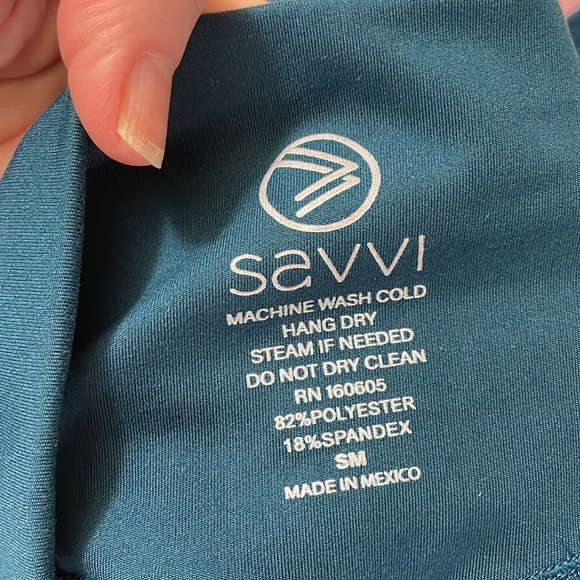 savvi
MACHINE WASH COLD
HANG DRY
STEAM IF NEEDED
DO NOT DRY CLEAN
RN 160605
82%POLYESTER
18%SPANDEX
SM
MADE IN MEXICO